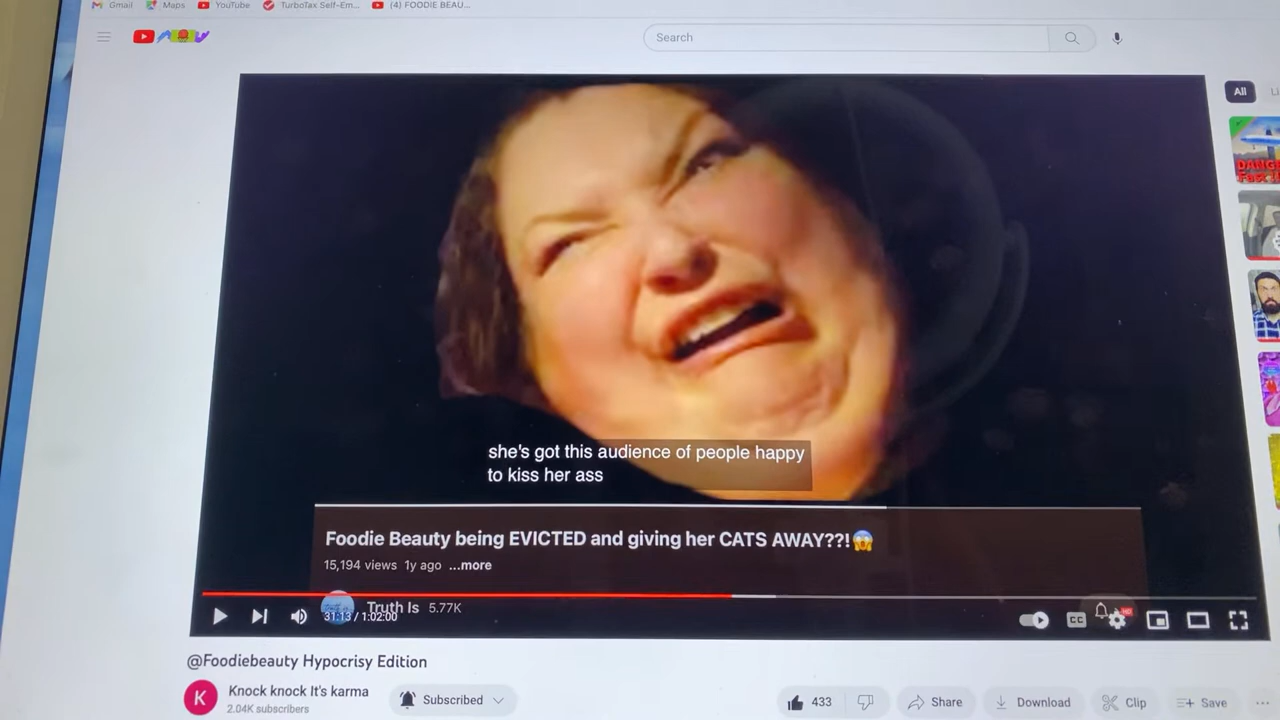 Gmail Maps YouTube TurboTax Self-Em... (4) FOODIE BEAU...
Search
All
she's got this audience of people happy
to kiss her ass
Foodie Beauty being EVICTED and giving her CATS AWAY??!😱
15,194 views 1y ago ...more
Truth Is 5.77K
31:13 / 1:02:00
CC
HD
@Foodiebeauty Hypocrisy Edition
K
Knock knock It's karma
2.04K subscribers
Subscribed
433
Share
Download
Clip
Save